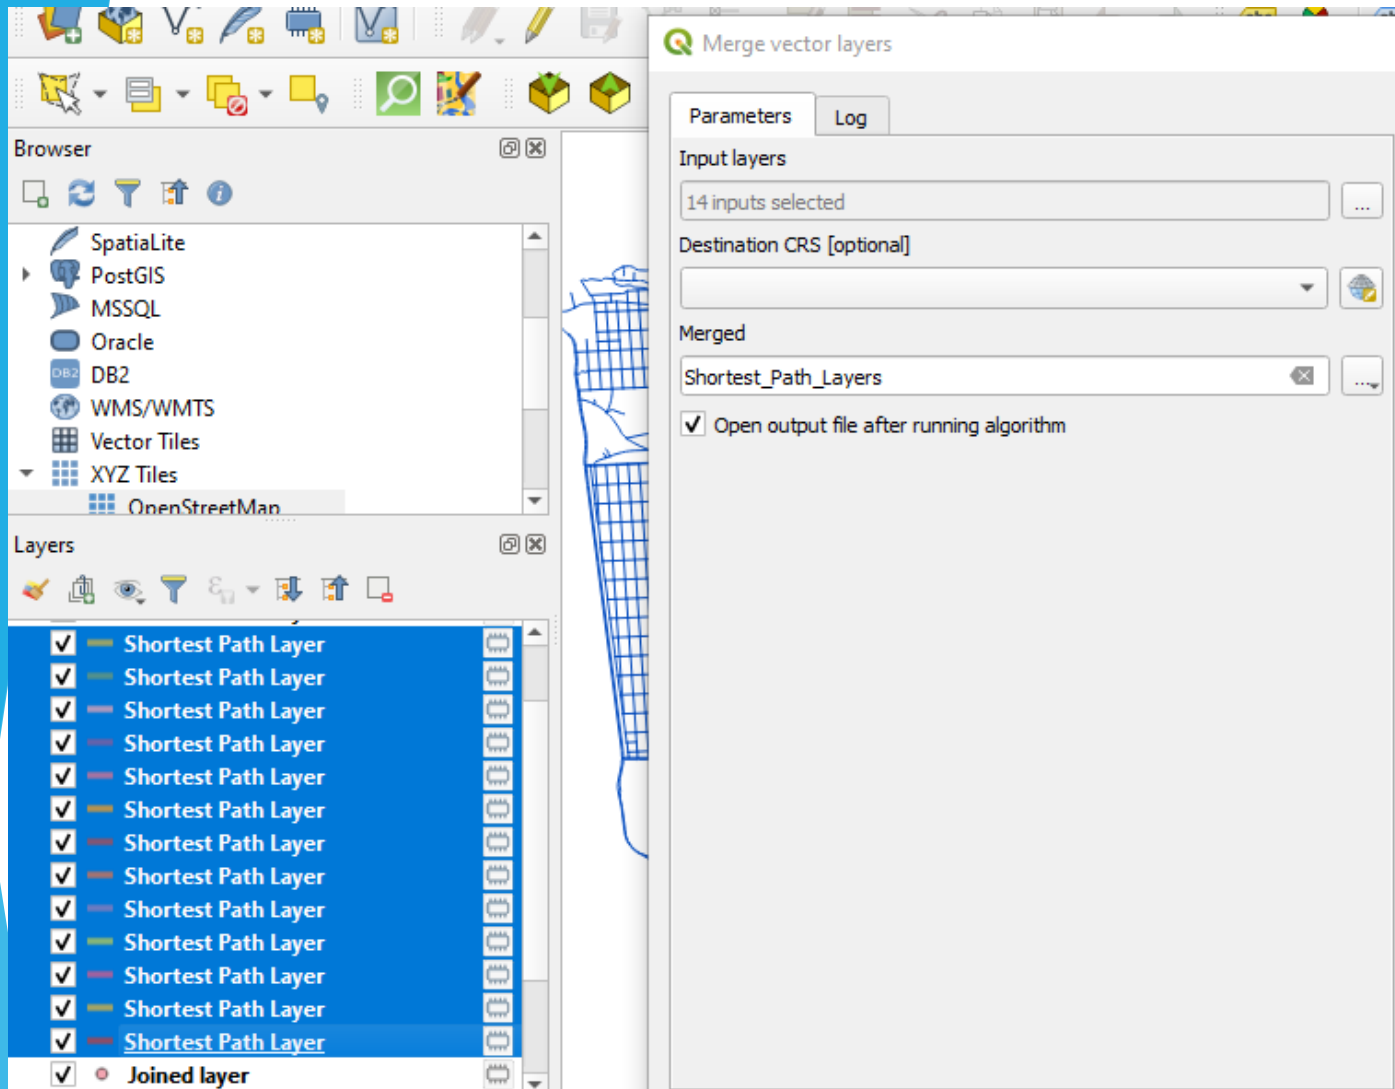 Merge vector layers
Parameters
Log
Browser
Input layers
14 inputs selected
...
SpatiaLite
Destination CRS [optional]
PostGIS
MSSQL
Oracle
Merged
DB2
DB2
Shortest_Path_Layers
...
WMS/WMTS
Open output file after running algorithm
Vector Tiles
XYZ Tiles
OpenStreetMap
Layers
Shortest Path Layer
Shortest Path Layer
Shortest Path Layer
Shortest Path Layer
Shortest Path Layer
Shortest Path Layer
Shortest Path Layer
Shortest Path Layer
Shortest Path Layer
Shortest Path Layer
Shortest Path Layer
Shortest Path Layer
Shortest Path Layer
Joined layer